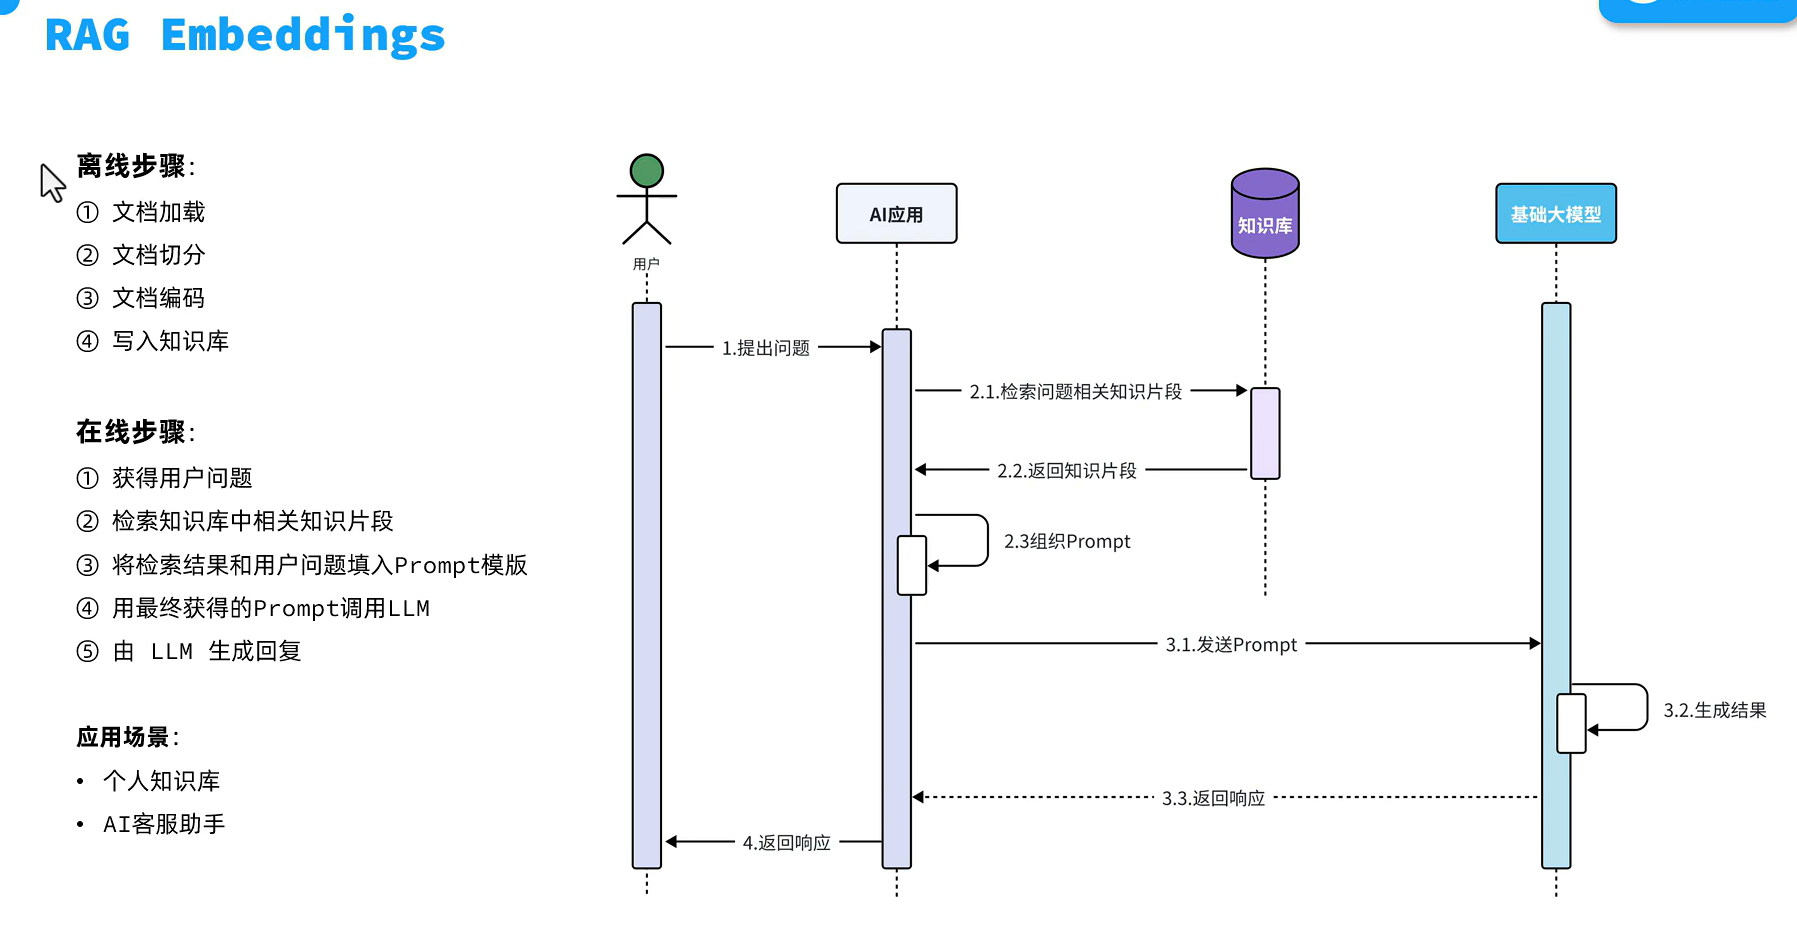 RAG Embeddings
离线步骤：
① 文档加载
② 文档切分
③ 文档编码
④ 写入知识库
在线步骤：
① 获得用户问题
② 检索知识库中相关知识片段
③ 将检索结果和用户问题填入Prompt模版
④ 用最终获得的Prompt调用LLM
⑤ 由 LLM 生成回复
应用场景：
• 个人知识库
• AI客服助手
用户
AI应用
知识库
基础大模型
1.提出问题
2.1.检索问题相关知识片段
2.2.返回知识片段
2.3组织Prompt
3.1.发送Prompt
3.2.生成结果
3.3.返回响应
4.返回响应